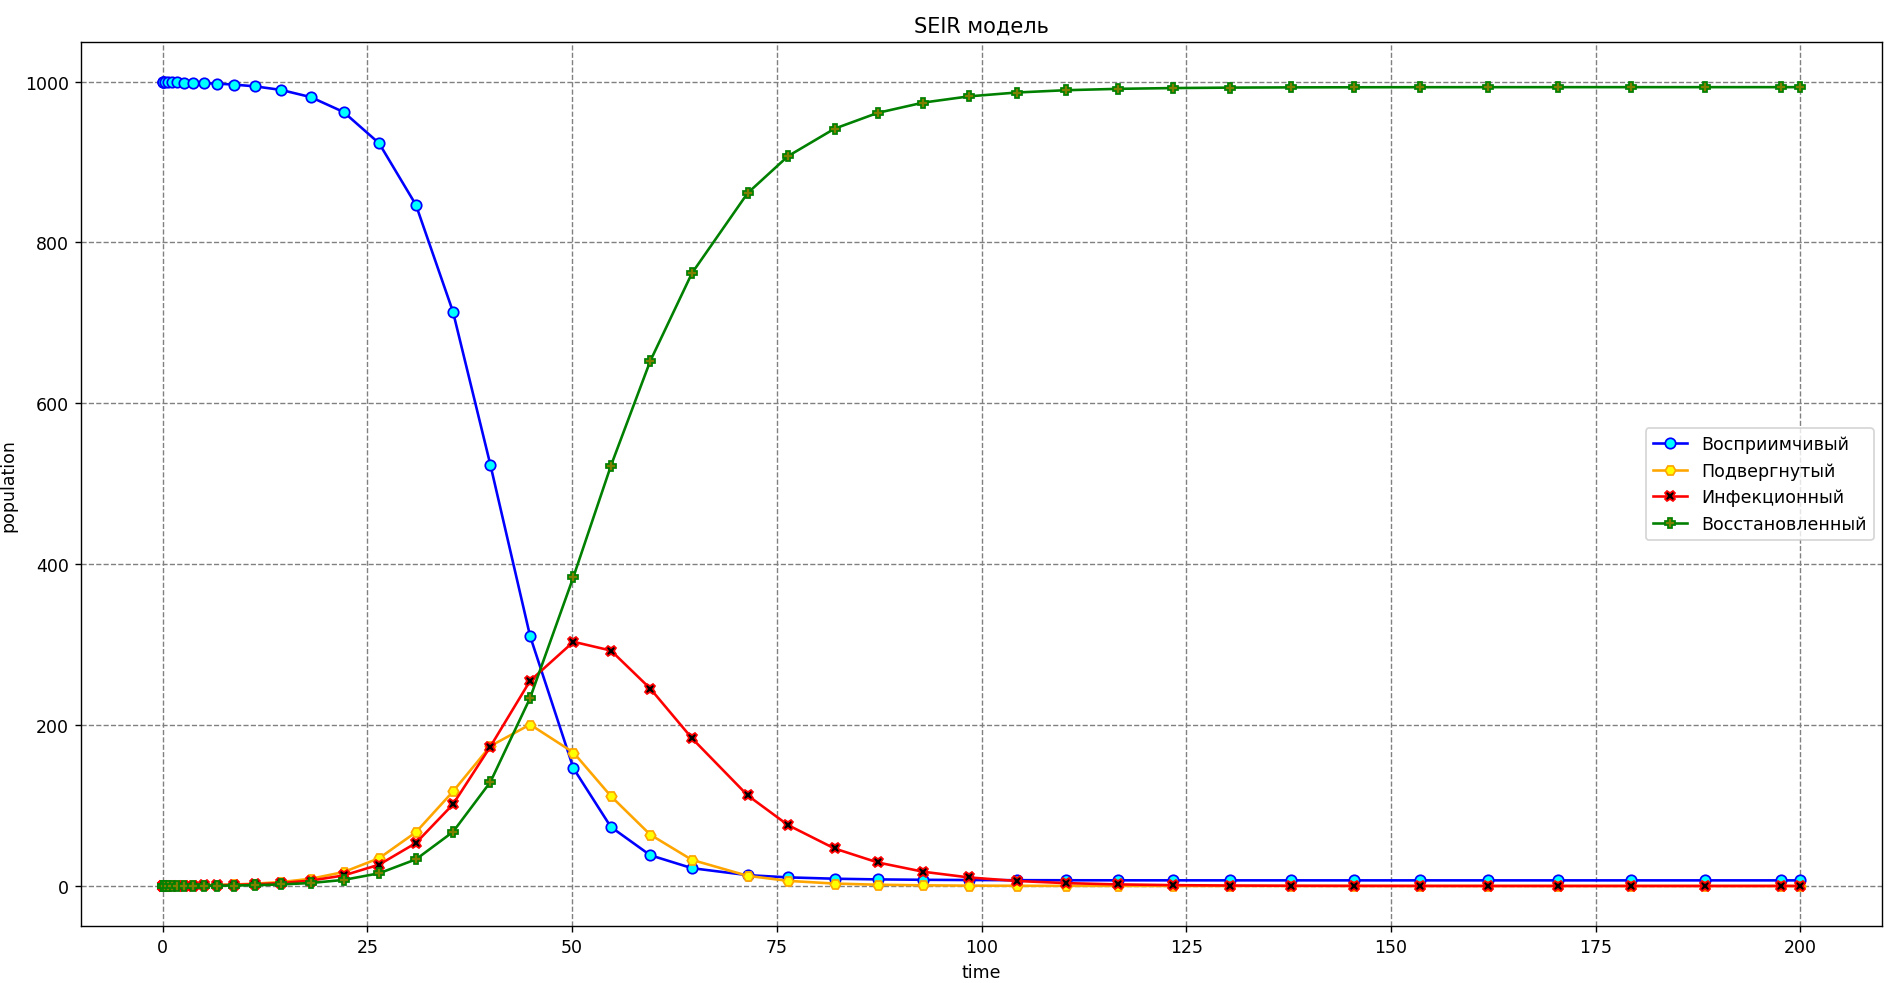 SEIR модель
1000
800
600
400
200
0
population
Восприимчивый
Подвергнутый
Инфекционный
Восстановленный
0 25 50 75 100 125 150 175 200
time